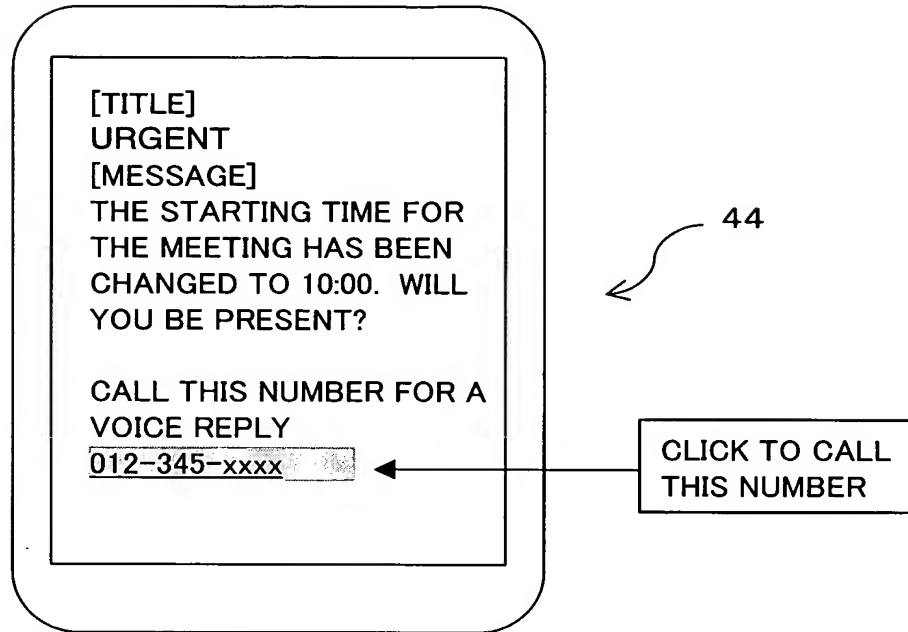 [TITLE]
URGENT
[MESSAGE]
THE STARTING TIME FOR
THE MEETING HAS BEEN
CHANGED TO 10:00.  WILL
YOU BE PRESENT?
CALL THIS NUMBER FOR A
VOICE REPLY
012-345-xxxx
44
CLICK TO CALL
THIS NUMBER